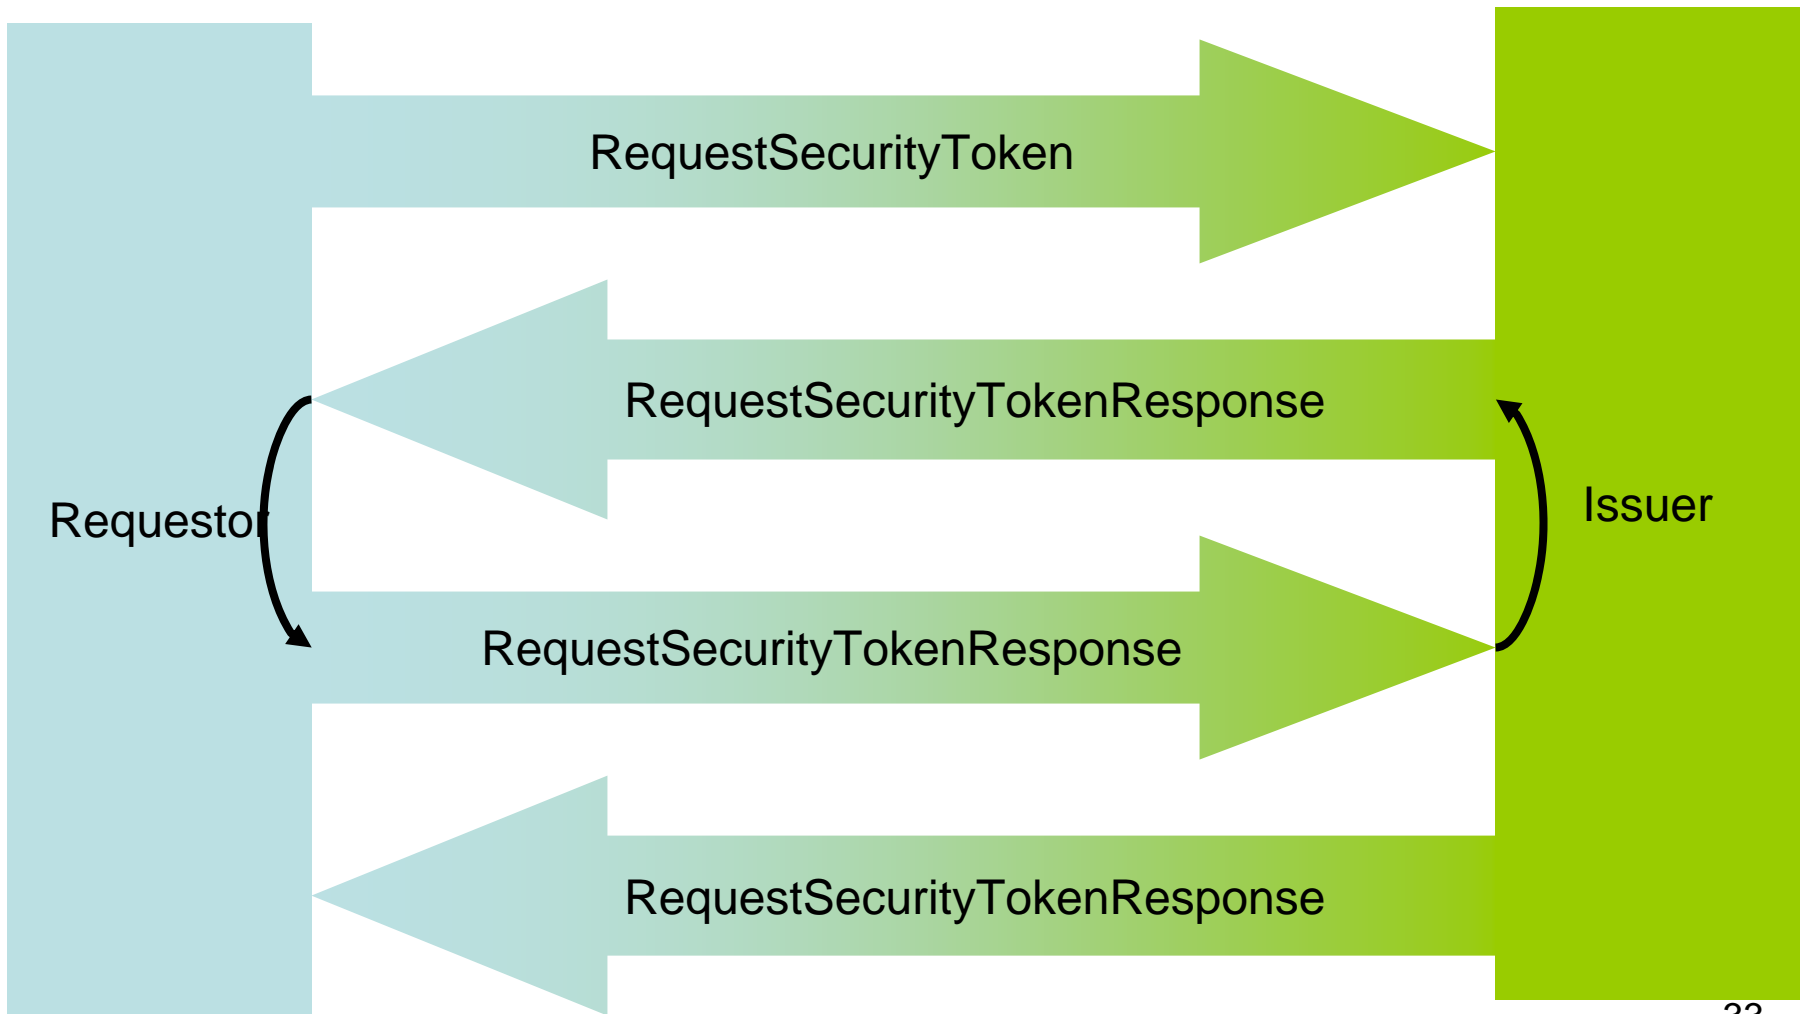 RequestSecurityToken
RequestSecurityTokenResponse
Requestor
Issuer
RequestSecurityTokenResponse
RequestSecurityTokenResponse